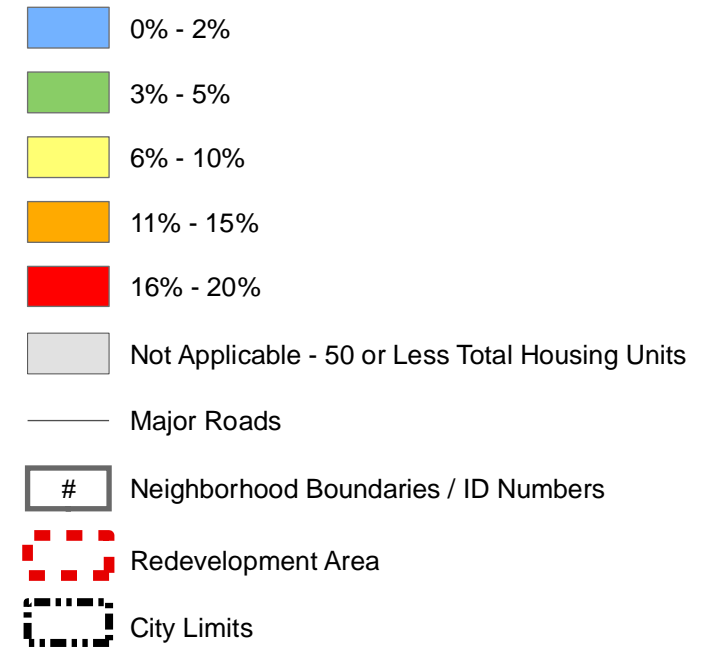 0% - 2%
3% - 5%
6% - 10%
11% - 15%
16% - 20%
Not Applicable - 50 or Less Total Housing Units
Major Roads
# Neighborhood Boundaries / ID Numbers
Redevelopment Area
City Limits